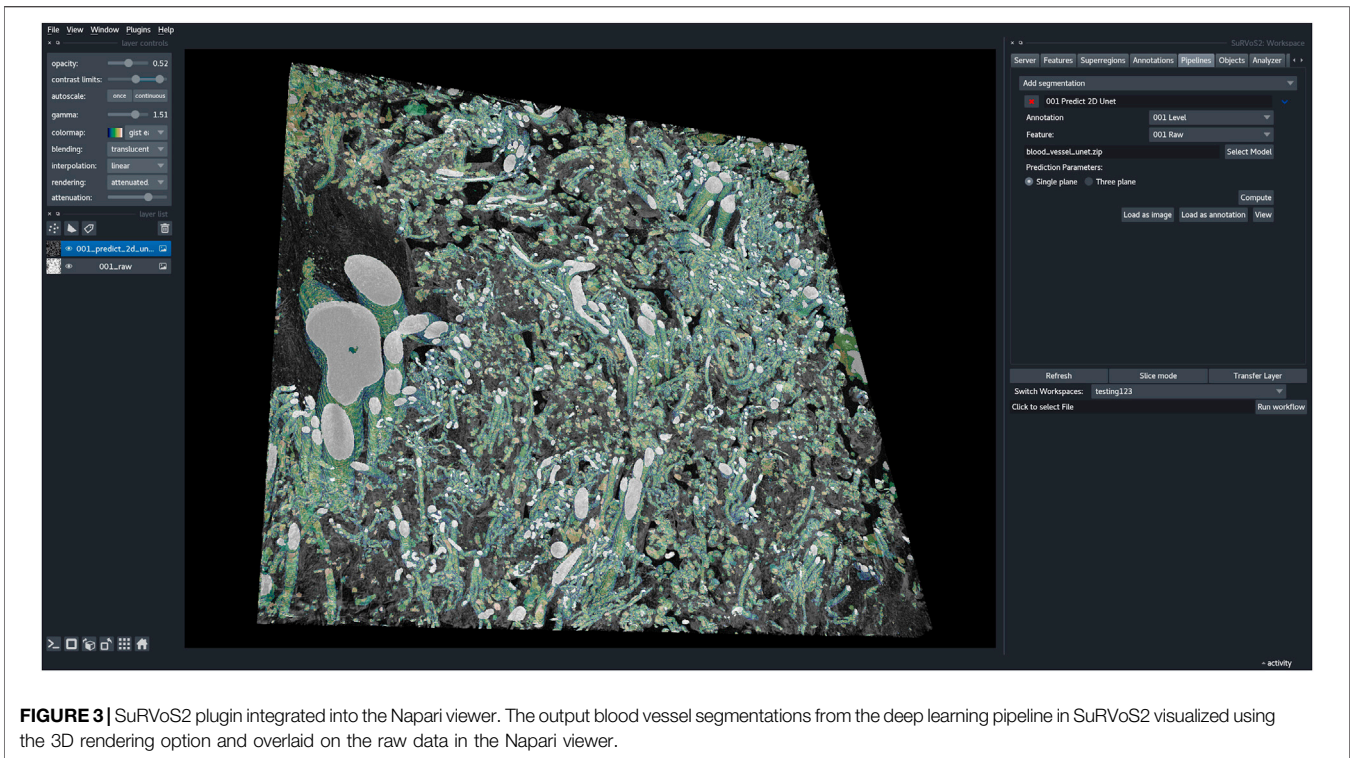 File View Window Plugins Help
layer controls
opacity: 0.52
contrast limits:
autoscale: once continuous
gamma: 1.51
colormap: gist ea
blending: translucent
interpolation: linear
rendering: attenuated
attenuation:
layer list
001_predict_2d_un...
001_raw
SuRVoS2: Workspace
Server Features Superregions Annotations Pipelines Objects Analyzer
Add segmentation
001 Predict 2D Unet
Annotation 001 Level
Feature: 001 Raw
blood_vessel_unet.zip Select Model
Prediction Parameters:
Single plane Three plane
Compute
Load as image Load as annotation View
Refresh Slice mode Transfer Layer
Switch Workspaces: testing123
Click to select File Run workflow
activity
FIGURE 3 | SuRVoS2 plugin integrated into the Napari viewer. The output blood vessel segmentations from the deep learning pipeline in SuRVoS2 visualized using
the 3D rendering option and overlaid on the raw data in the Napari viewer.